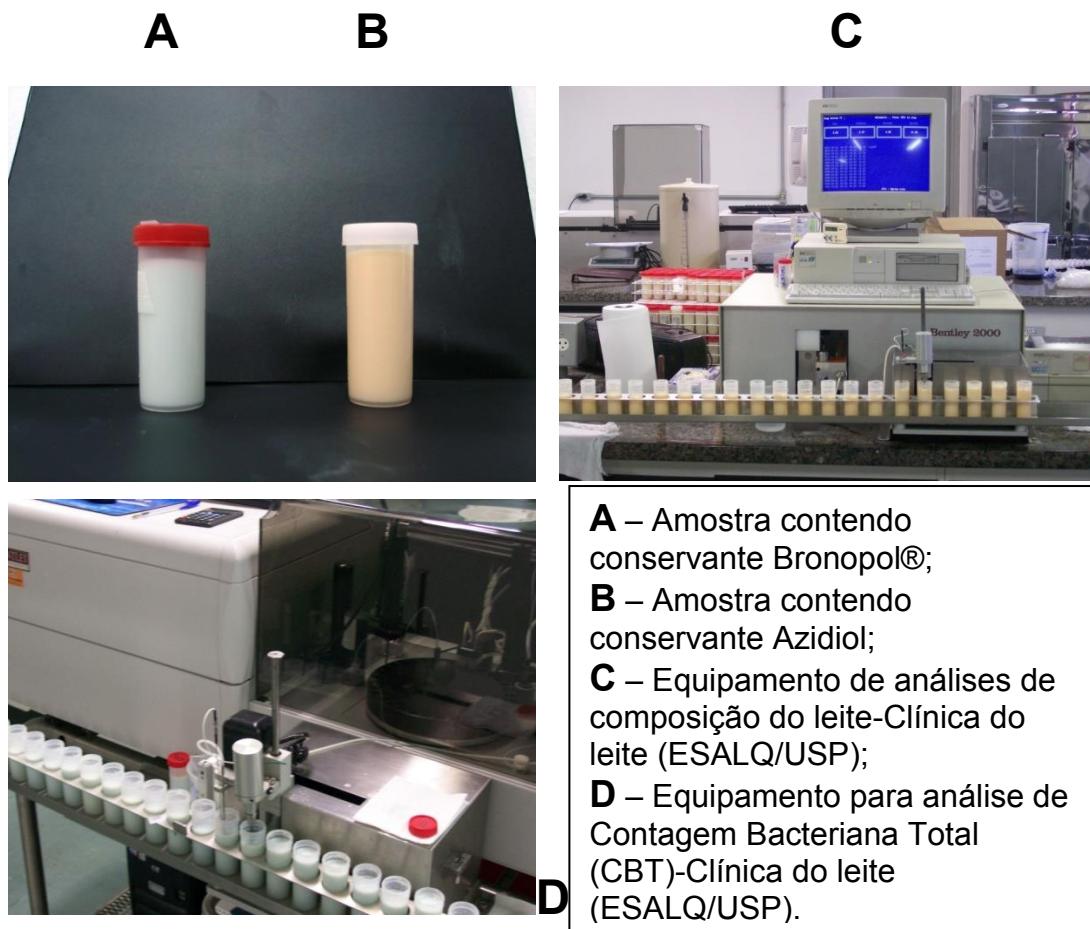 A B C
Bentley 2000
D
A – Amostra contendo
conservante Bronopol®;
B – Amostra contendo
conservante Azidiol;
C – Equipamento de análises de
composição do leite-Clínica do
leite (ESALQ/USP);
D – Equipamento para análise de
Contagem Bacteriana Total
(CBT)-Clínica do leite
(ESALQ/USP).